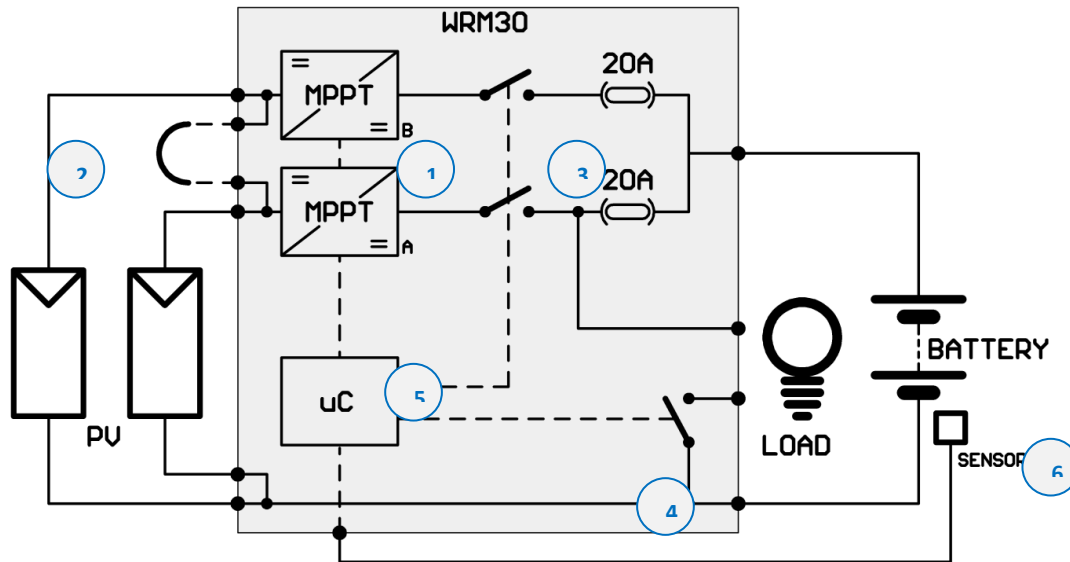 WRM30
20A
MPPT
B
2
1
3
20A
MPPT
A
BATTERY
uC
5
PV
LOAD
SENSOR
6
4